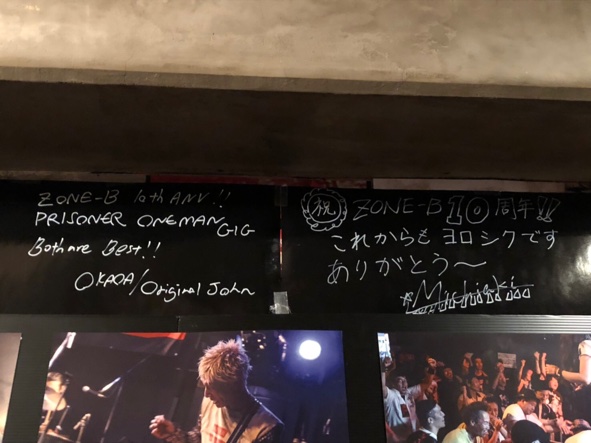 ZONE-B 10th ANV!!
PRISONER ONEMAN GIG
Both are Best!!
OKADA/Original John
祝 ZONE-B 10周年!!
これからも ヨロシクです
ありがとう〜
Michiaki